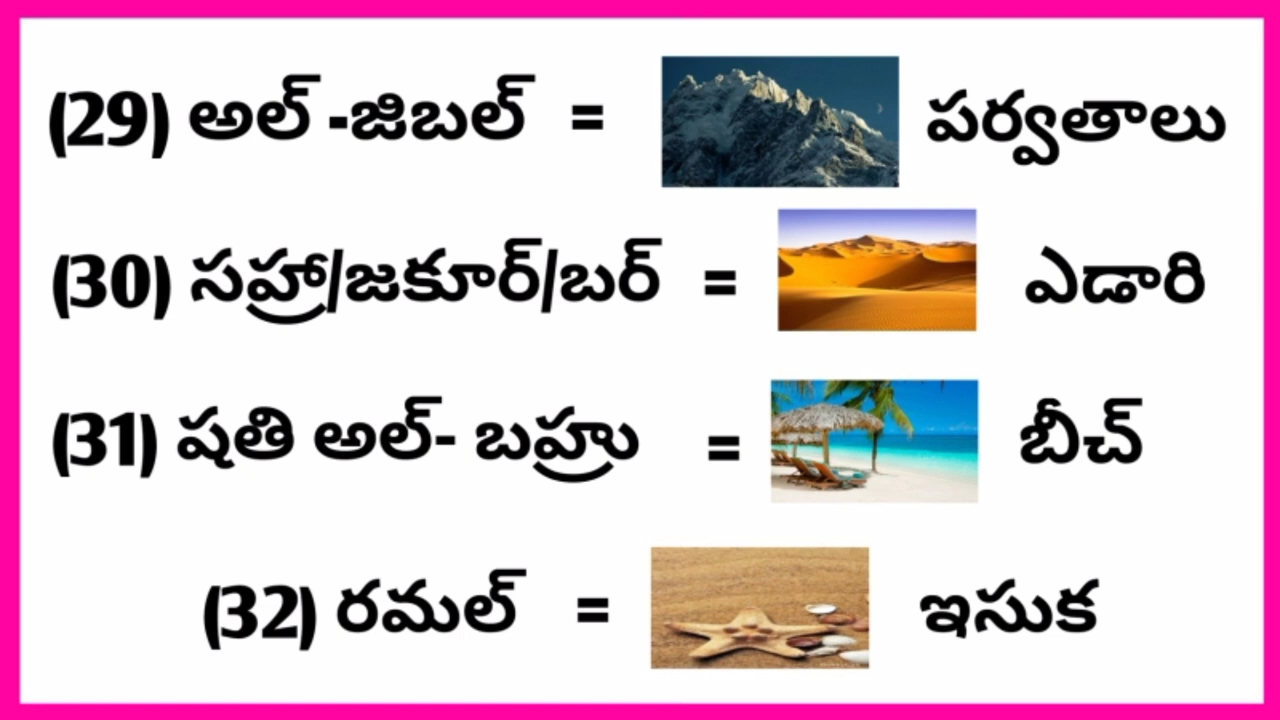 (29) అల్ -జిబల్ = పర్వతాలు
(30) సహ్రా/జకూర్/బర్ = ఎడారి
(31) షతి అల్- బహ్రు = బీచ్
(32) రమల్ = ఇసుక